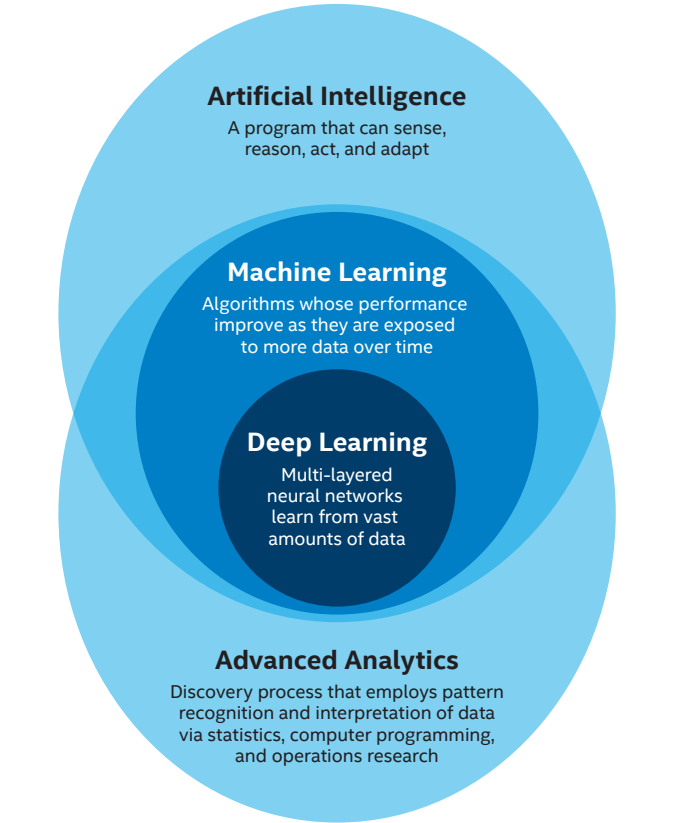 Artificial Intelligence
A program that can sense,
reason, act, and adapt
Machine Learning
Algorithms whose performance
improve as they are exposed
to more data over time
Deep Learning
Multi-layered
neural networks
learn from vast
amounts of data
Advanced Analytics
Discovery process that employs pattern
recognition and interpretation of data
via statistics, computer programming,
and operations research